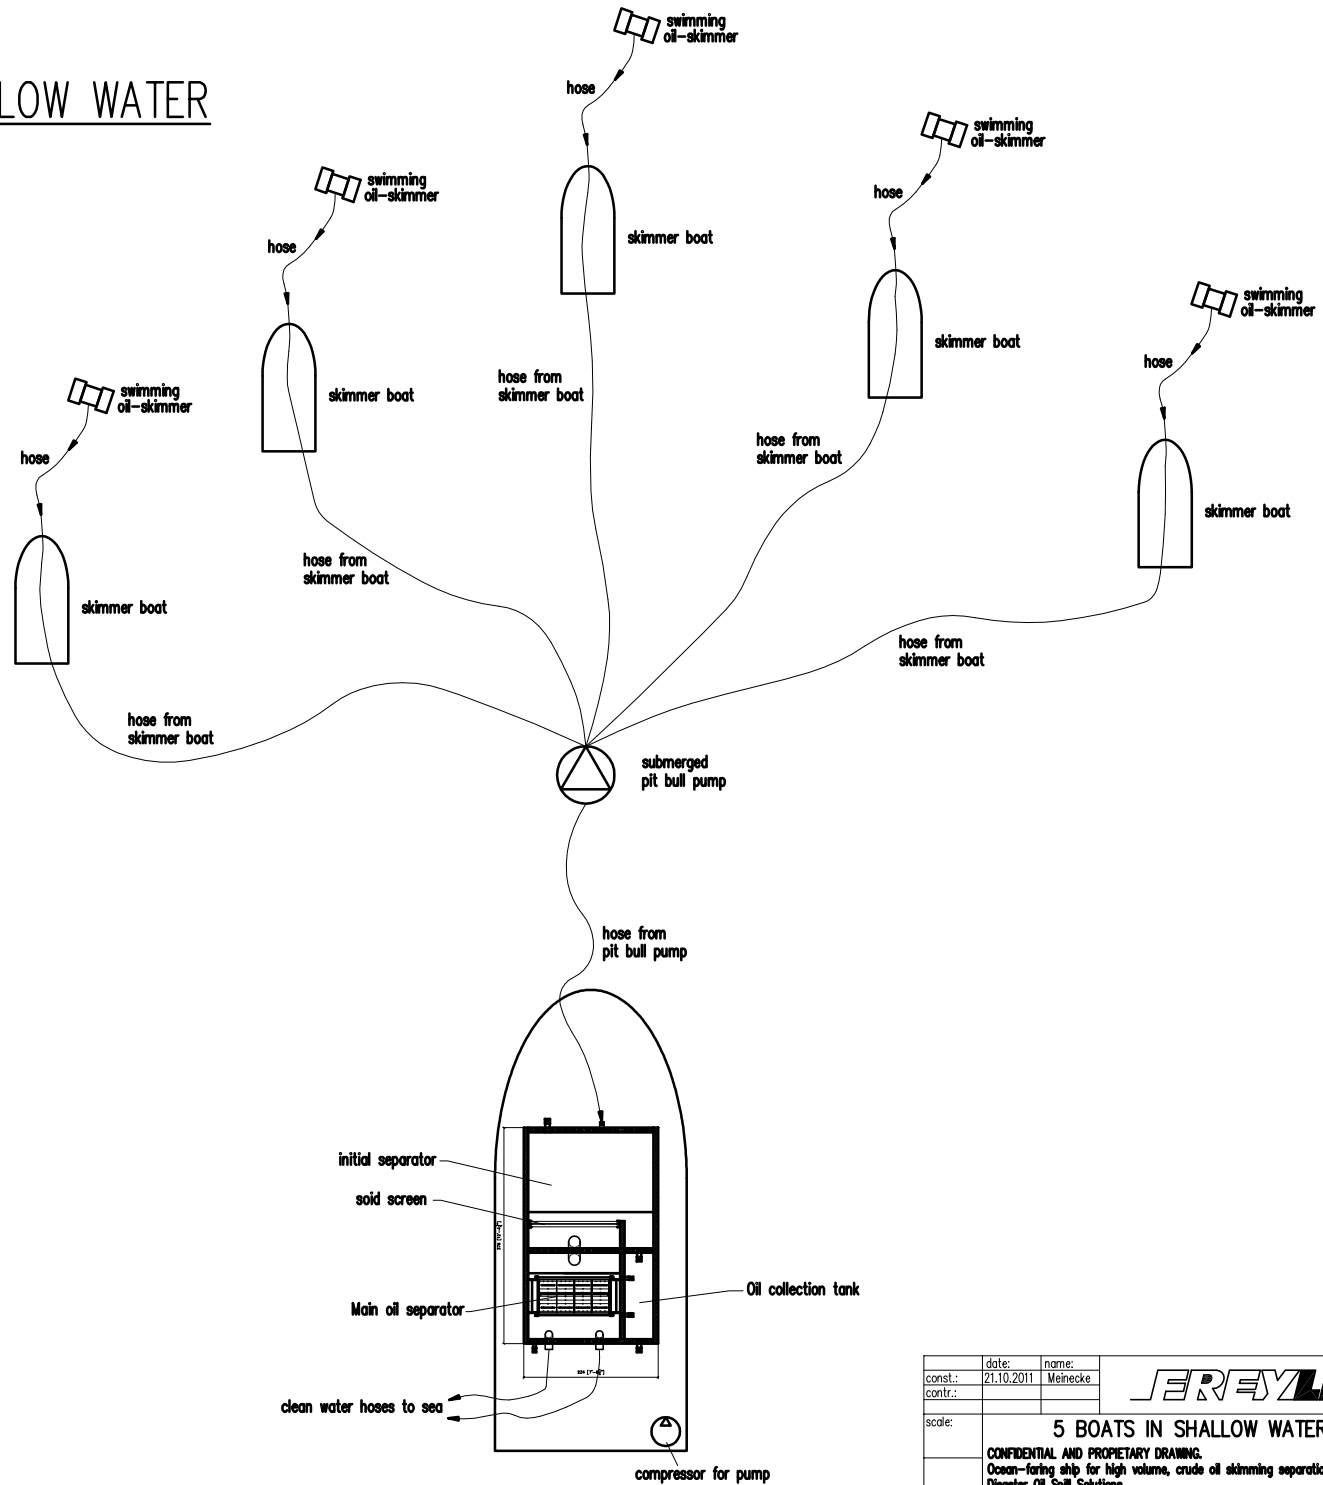 LOW WATER
swimming
oil-skimmer
hose
skimmer boat
swimming
oil-skimmer
hose
skimmer boat
swimming
oil-skimmer
hose
skimmer boat
swimming
oil-skimmer
hose
skimmer boat
swimming
oil-skimmer
hose
skimmer boat
hose from
skimmer boat
hose from
skimmer boat
hose from
skimmer boat
hose from
skimmer boat
hose from
skimmer boat
submerged
pit bull pump
hose from
pit bull pump
initial separator
soid screen
Main oil separator
Oil collection tank
clean water hoses to sea
compressor for pump
date: name:
const.: 21.10.2011 Meinecke
contr.:
FREYL
scale:
5 BOATS IN SHALLOW WATER
CONFIDENTIAL AND PROPIETARY DRAWING.
Ocean-faring ship for high volume, crude oil skimming separatio
Disaster Oil Spill Solutions